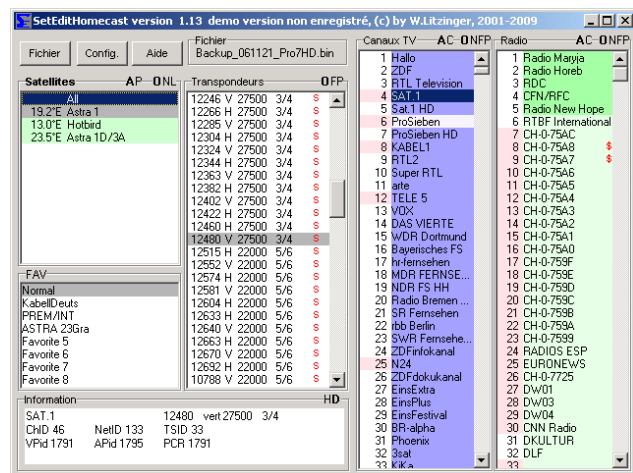 SetEditHomecast version 1.13 demo version non enregistré, (c) by W.Litzinger, 2001-2009
Fichier Config. Aide
Fichier
Backup_061121_Pro7HD.bin
Satellites AP ONL
All
19.2°E Astra 1
13.0°E Hotbird
23.5°E Astra 1D/3A
FAV
Normal
KabellDeuts
PREM/INT
ASTRA 23Gra
Favorite 5
Favorite 6
Favorite 7
Favorite 8
Transpondeurs OFP
12246 V 27500 3/4 S
12266 H 27500 3/4 S
12285 V 27500 3/4 S
12304 H 27500 3/4 S
12324 V 27500 3/4 S
12344 H 27500 3/4 S
12363 V 27500 3/4 S
12382 H 27500 3/4 S
12402 V 27500 3/4 S
12422 H 27500 3/4 S
12460 H 27500 3/4 S
12480 V 27500 3/4 S
12515 H 22000 5/6 S
12552 V 22000 5/6 S
12574 H 22000 5/6 S
12581 V 22000 5/6 S
12604 H 22000 5/6 S
12633 H 22000 5/6 S
12640 V 22000 5/6 S
12663 H 22000 5/6 S
12670 V 22000 5/6 S
12692 H 22000 5/6 S
10788 V 22000 5/6 S
Canaux TV AC ONFP
1 Hallo
2 ZDF
3 RTL Television
4 SAT.1
5 Sat.1 HD
6 ProSieben
7 ProSieben HD
8 KABEL1
9 RTL2
10 Super RTL
11 arte
12 TELE 5
13 VOX
14 DAS VIERTE
15 WDR Dortmund
16 Bayerisches FS
17 hr-fernsehen
18 MDR FERNSE...
19 NDR FS HH
20 Radio Bremen ...
21 SR Fernsehen
22 rbb Berlin
23 SWR Fernsehe...
24 ZDFinfokanal
25 N24
26 ZDFdokukanal
27 EinsExtra
28 EinsPlus
29 EinsFestival
30 BR-alpha
31 Phoenix
32 3sat
33 KiKa
Radio AC ONFP
1 Radio Maryja
2 Radio Horeb
3 RDC
4 CFN/RFC
5 Radio New Hope
6 RTBF International
7 CH-0-75AC
8 CH-0-75A8 $
9 CH-0-75A7 $
10 CH-0-75A6
11 CH-0-75A5
12 CH-0-75A4
13 CH-0-75A3
14 CH-0-75A2
15 CH-0-75A1
16 CH-0-75A0
17 CH-0-759F
18 CH-0-759E
19 CH-0-759D
20 CH-0-759C
21 CH-0-759B
22 CH-0-759A
23 CH-0-7599
24 RADIOS ESP
25 EURONEWS
26 CH-0-7725
27 DW01
28 DW03
29 DW04
30 CNN Radio
31 DKULTUR
32 DLF
33
Information HD
SAT.1 12480 vert 27500 3/4
ChID 46 NetID 133 TSID 33
VPid 1791 APid 1795 PCR 1791